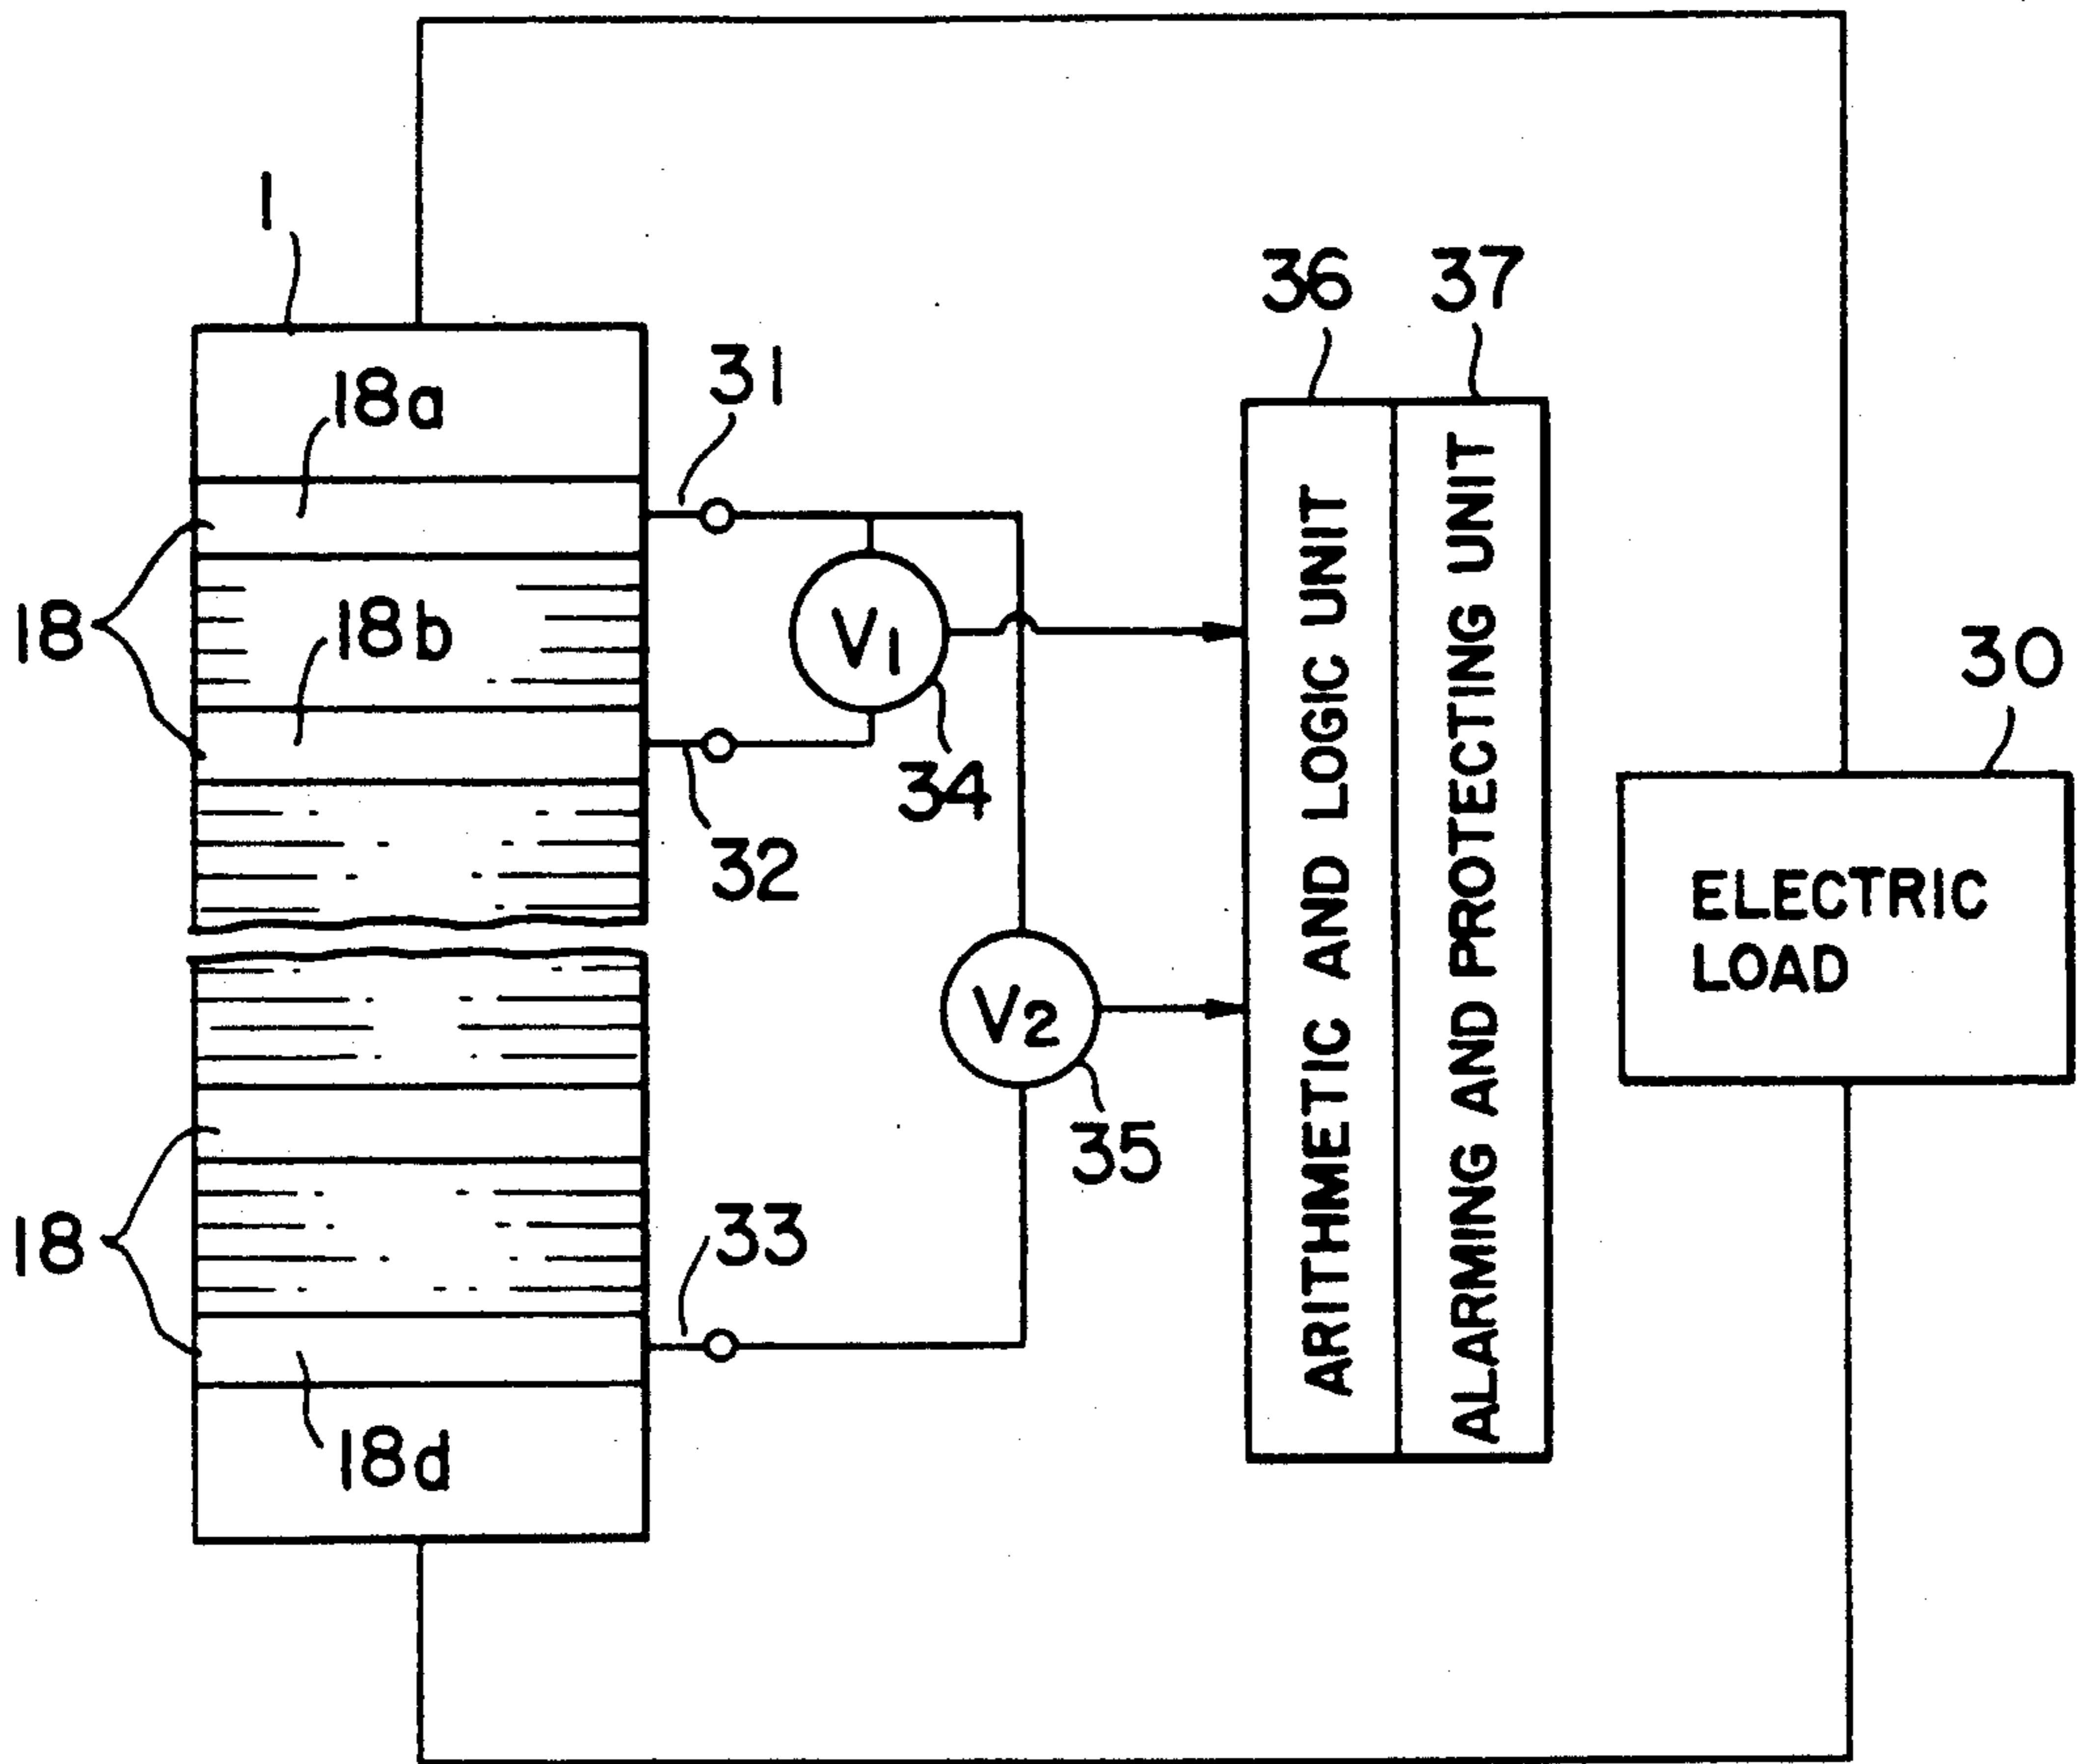 1
18a
31
36
37
18
18b
V1
30
34
32
ELECTRIC
LOAD
ARITHMETIC AND LOGIC UNIT
ALARMING AND PROTECTING UNIT
V2
35
18
33
18d